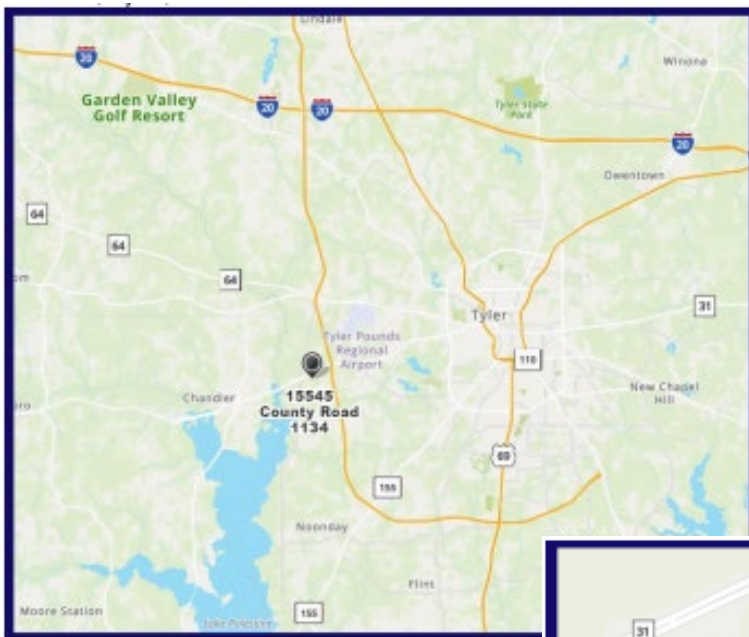 Lindale
20
Winona
Garden Valley
Golf Resort
20
20
Tyler State
Park
20
Owentown
64
64
64
31
Tyler
Tyler Pounds
Regional
Airport
110
15545
County Road
1134
Chandler
New Chapel
Hill
69
155
Noonday
Flint
Moore Station
155
31